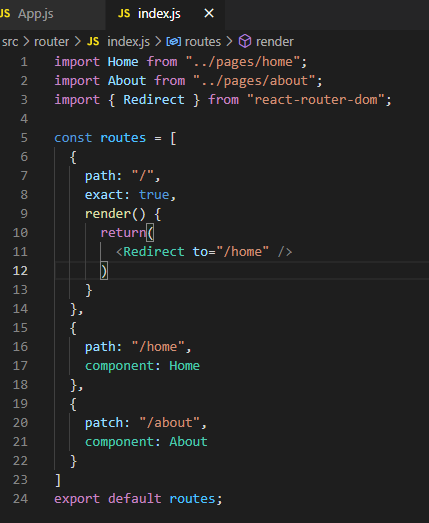 JS App.js JS index.js ×
src > router > JS index.js > routes > render
1 import Home from "../pages/home";
2 import About from "../pages/about";
3 import { Redirect } from "react-router-dom";
4
5 const routes = [
6 {
7 path: "/",
8 exact: true,
9 render() {
10 return(
11 <Redirect to="/home" />
12 )
13 }
14 },
15 {
16 path: "/home",
17 component: Home
18 },
19 {
20 patch: "/about",
21 component: About
22 }
23 ]
24 export default routes;